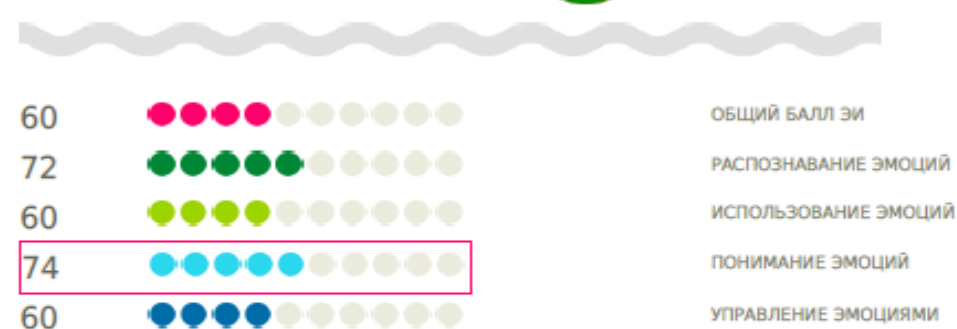 60 ОБЩИЙ БАЛЛ ЭИ
72 РАСПОЗНАВАНИЕ ЭМОЦИЙ
60 ИСПОЛЬЗОВАНИЕ ЭМОЦИЙ
74 ПОНИМАНИЕ ЭМОЦИЙ
60 УПРАВЛЕНИЕ ЭМОЦИЯМИ